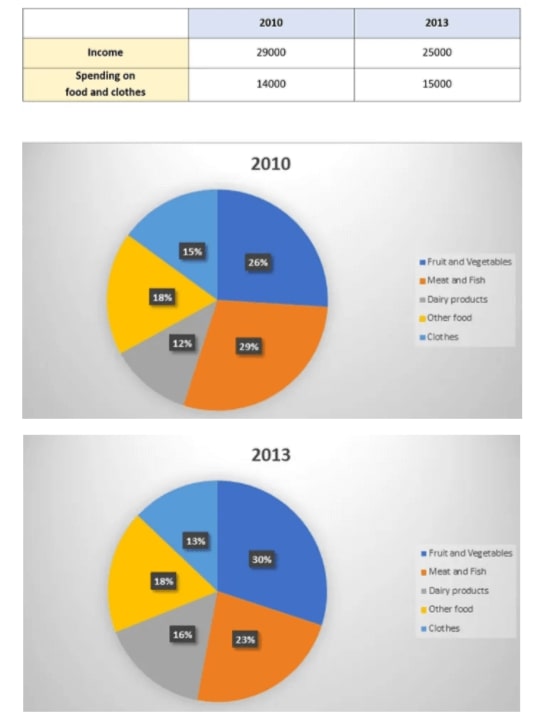 2010 2013
Income 29000 25000
Spending on
food and clothes 14000 15000
2010
15%
26%
18%
12%
29%
Fruit and Vegetables
Meat and Fish
Dairy products
Other food
Clothes
2013
13%
30%
18%
16%
23%
Fruit and Vegetables
Meat and Fish
Dairy products
Other food
Clothes